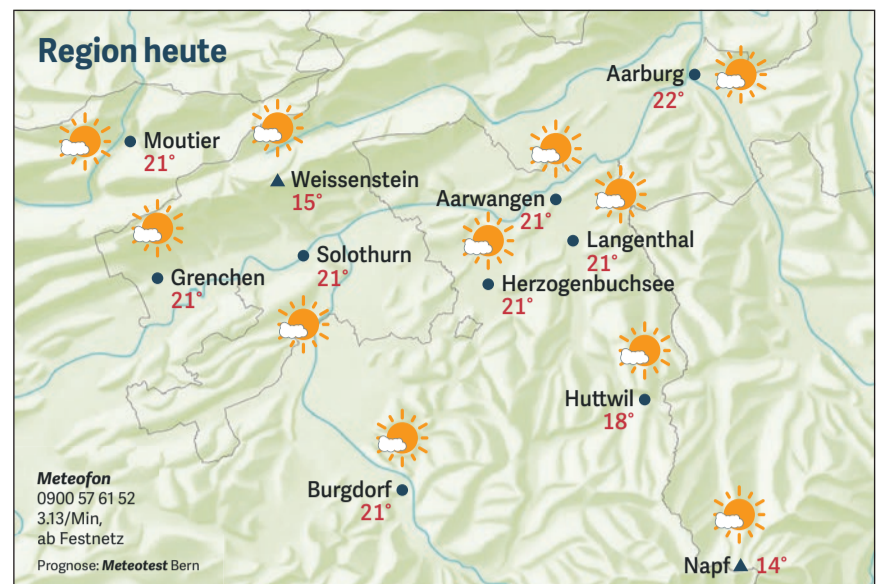 Region heute
Aarburg
22°
Moutier
21°
Weissenstein
15°
Aarwangen
21°
Langenthal
21°
Solothurn
21°
Grenchen
21°
Herzogenbuchsee
21°
Huttwil
18°
Burgdorf
21°
Napf 14°
Meteofon
0900 57 61 52
3.13/Min,
ab Festnetz
Prognose: Meteotest Bern